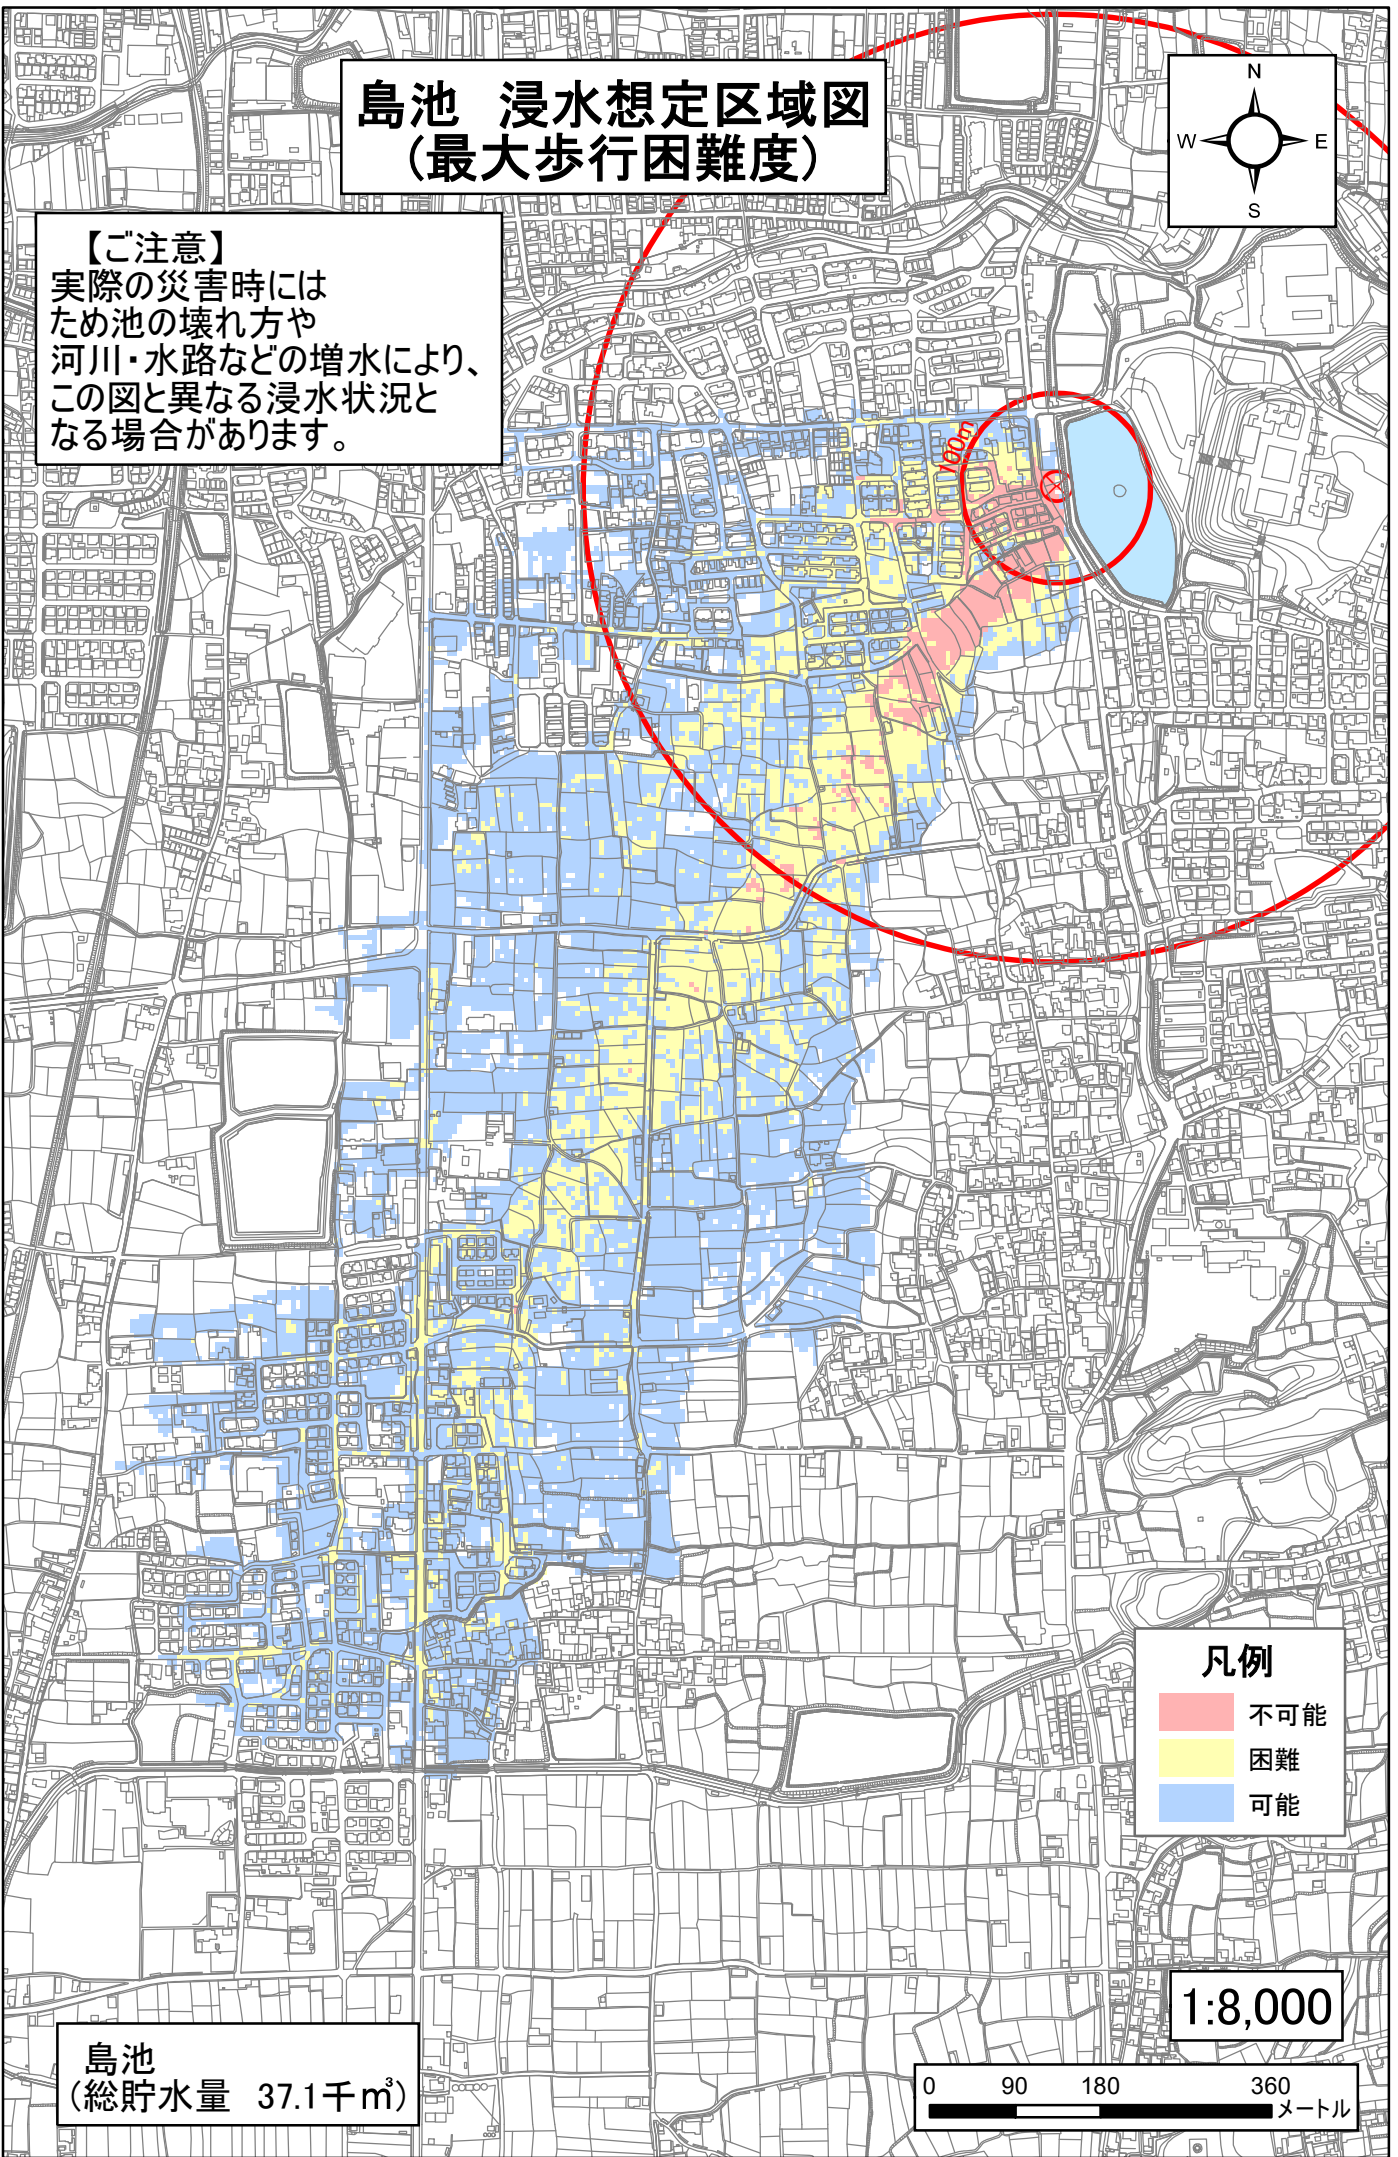 島池 浸水想定区域図
(最大歩行困難度)
N
W
E
S
【ご注意】
実際の災害時には
ため池の壊れ方や
河川・水路などの増水により、
この図と異なる浸水状況と
なる場合があります。
100m
凡例
不可能
困難
可能
1:8,000
島池
(総貯水量 37.1千㎥)
0 90 180 360
メートル